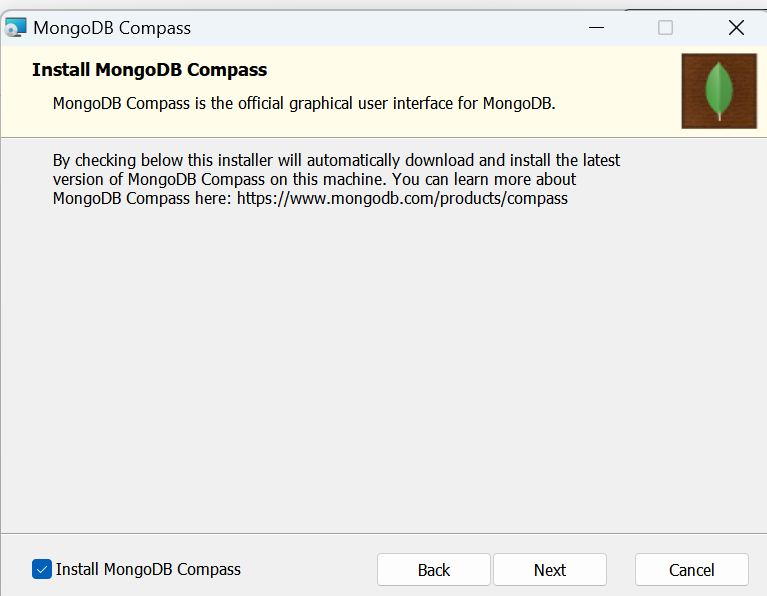 MongoDB Compass
Install MongoDB Compass
MongoDB Compass is the official graphical user interface for MongoDB.
By checking below this installer will automatically download and install the latest
version of MongoDB Compass on this machine. You can learn more about
MongoDB Compass here: https://www.mongodb.com/products/compass
Install MongoDB Compass Back Next Cancel